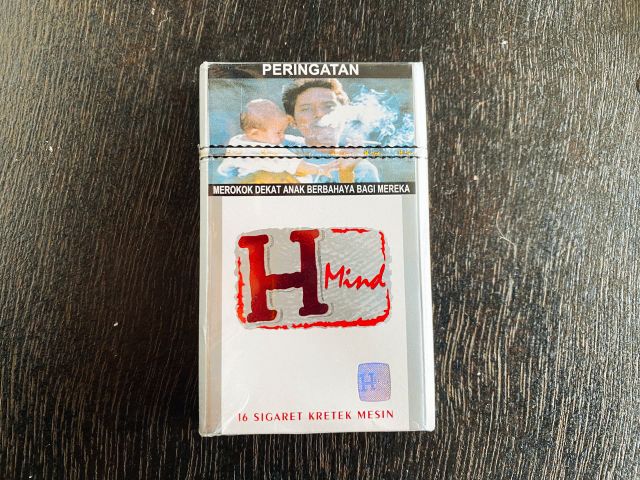 PERINGATAN
MEROKOK DEKAT ANAK BERBAHAYA BAGI MEREKA
H Mind
H
16 SIGARET KRETEK MESIN